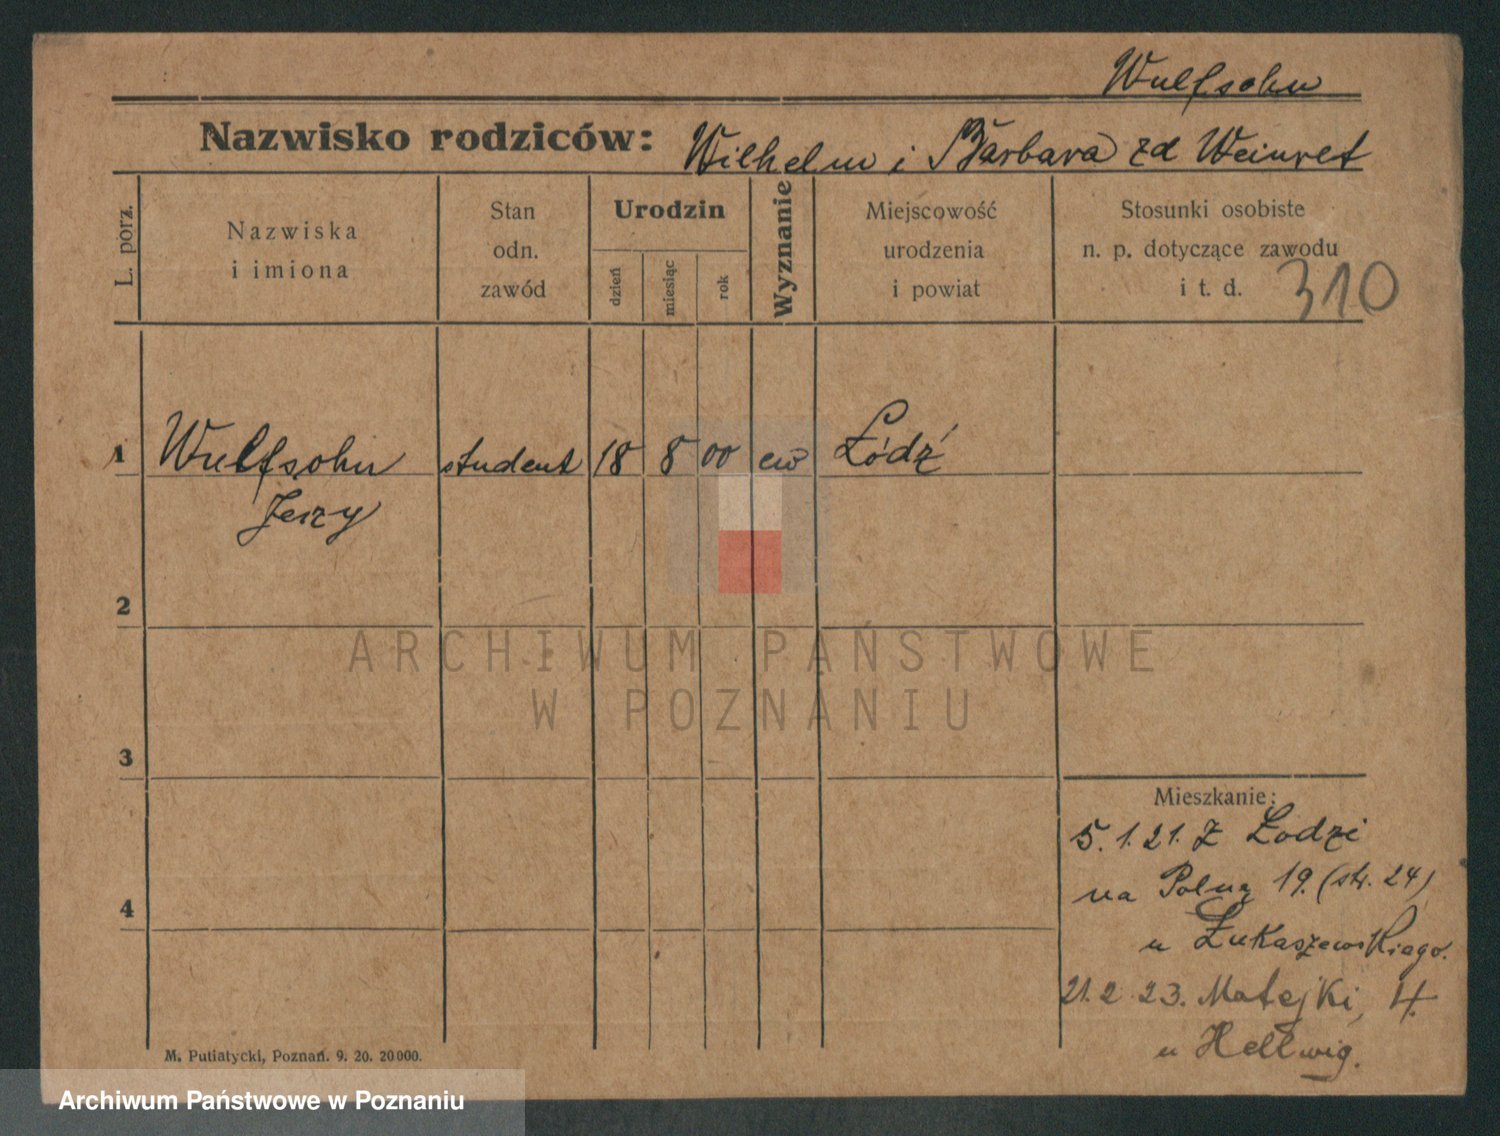 Wulfsohn
Nazwisko rodziców: Wilhelm i Barbara zd Weinret
L. porz.
Nazwiska
i imiona
Stan
odn.
zawód
Urodzin
dzień
miesiąc
rok
Wyznanie
Miejscowość
urodzenia
i powiat
Stosunki osobiste
n. p. dotyczące zawodu
i t. d.
310
1 Wulfsohn student 18 8 00 ew Łódź
Jerzy
2
ARCHIWUM PAŃSTWOWE
W POZNANIU
3
Mieszkanie:
5.1.21. Z Łodzi
na Polną 19. (str. 24)
4
u Łukaszewskiego.
21.2 23. Matejki, 4.
u Hellwig.
M. Putiatycki, Poznań. 9. 20. 20000.
Archiwum Państwowe w Poznaniu